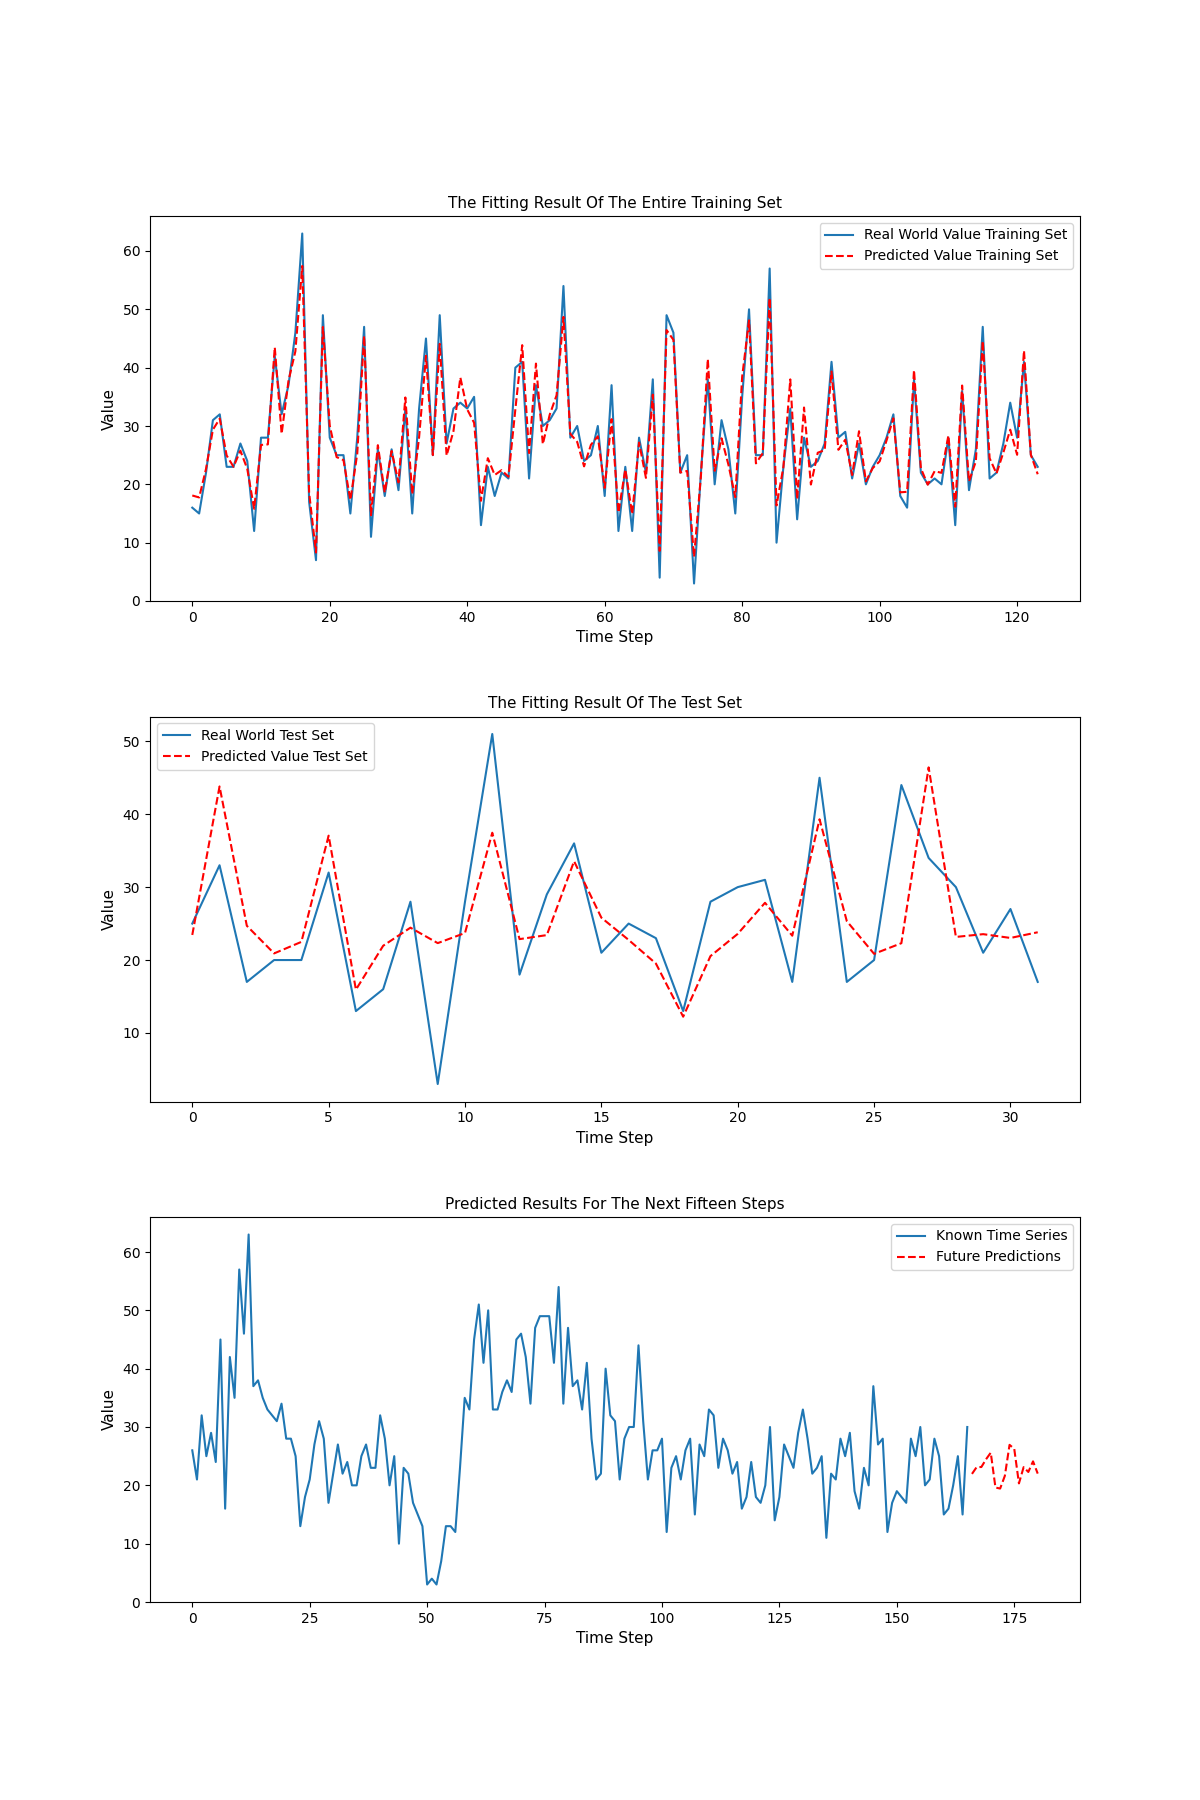 The Fitting Result Of The Entire Training Set
Real World Value Training Set
Predicted Value Training Set
Value
60
50
40
30
20
10
0
0 20 40 60 80 100 120
Time Step
The Fitting Result Of The Test Set
Real World Test Set
Predicted Value Test Set
Value
50
40
30
20
10
0 5 10 15 20 25 30
Time Step
Predicted Results For The Next Fifteen Steps
Known Time Series
Future Predictions
Value
60
50
40
30
20
10
0
0 25 50 75 100 125 150 175
Time Step